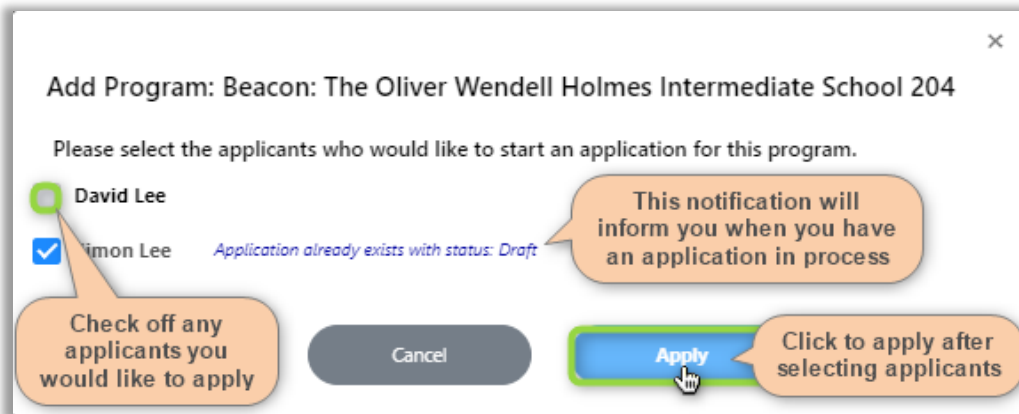 ×
Add Program: Beacon: The Oliver Wendell Holmes Intermediate School 204
Please select the applicants who would like to start an application for this program.
David Lee
imon Lee Application already exists with status: Draft
This notification will
inform you when you have
an application in process
Check off any
applicants you
would like to apply
Cancel
Apply
Click to apply after
selecting applicants